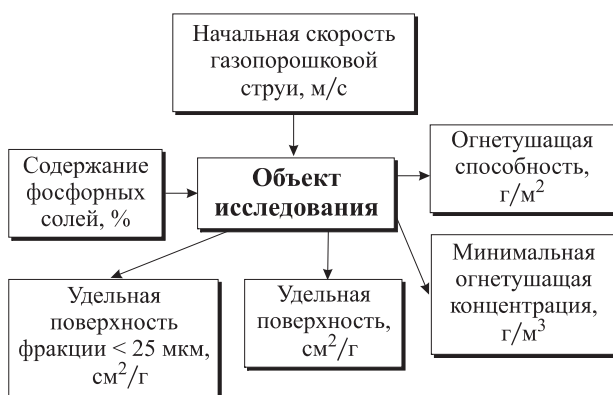 Начальная скорость
газопорошковой
струи, м/с
Содержание
фосфорных
солей, %
Объект
исследования
Огнетушащая
способность,
г/м²
Удельная
поверхность
фракции < 25 мкм,
см²/г
Удельная
поверхность,
см²/г
Минимальная
огнетушащая
концентрация,
г/м³